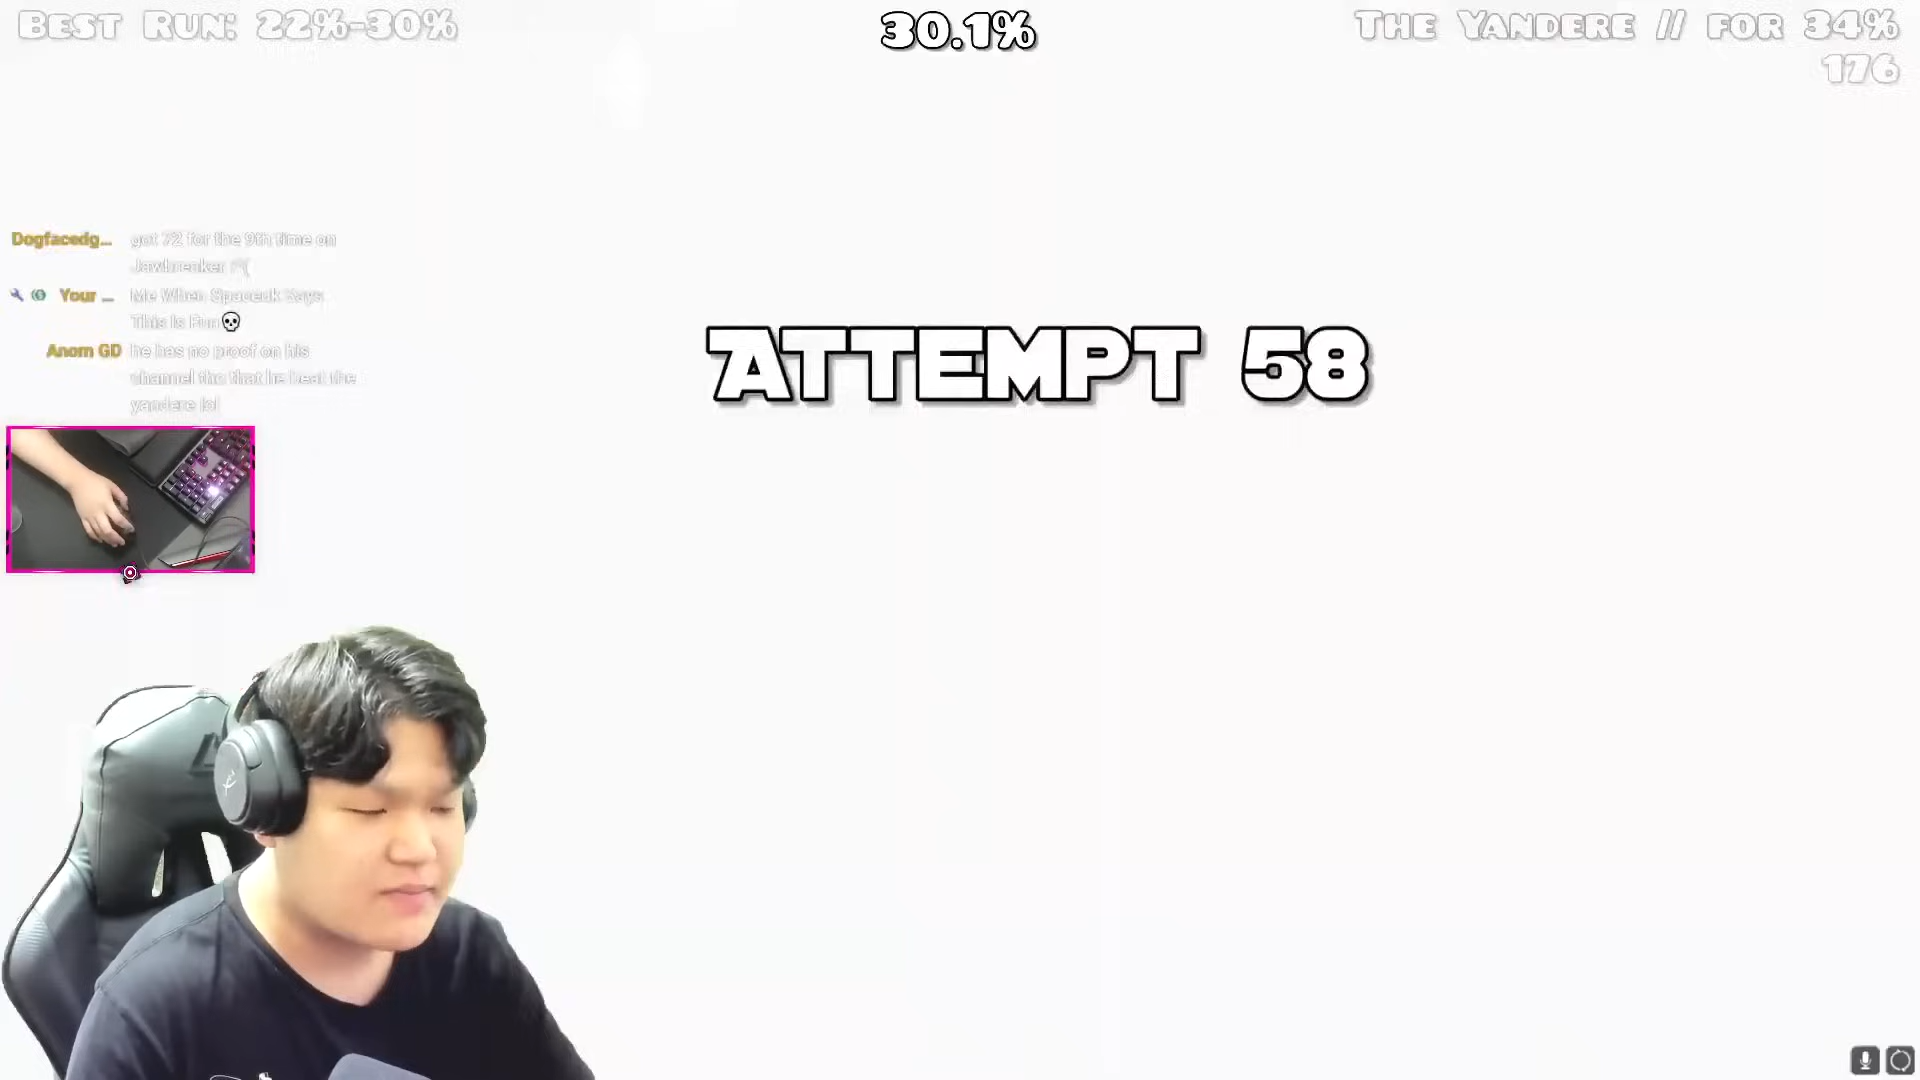 Best Run: 22%-30%
30.1%
The Yandere // for 34%
176
Dogfacedg... got 72 for the 9th time on
Jawbreaker :"(
Your ... Me When Spaceuk Says
This Is Fun💀
Anom GD he has no proof on his
channel tho that he beat the
yandere lol
Attempt 58